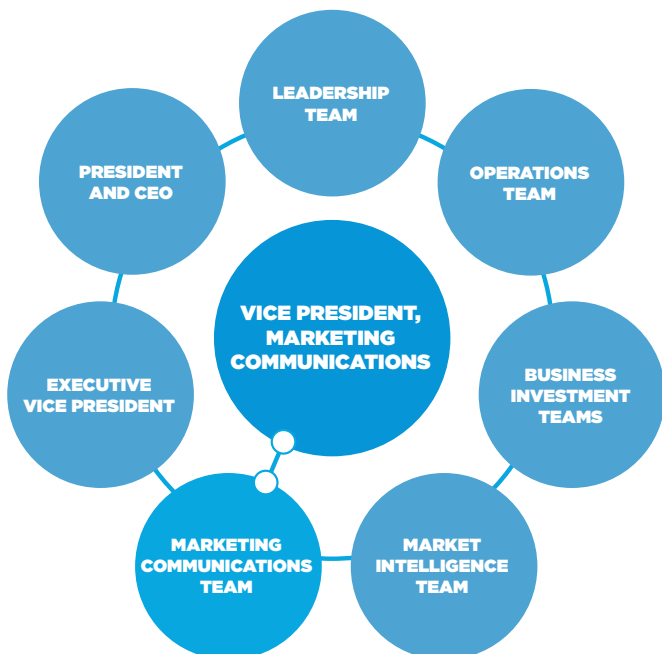 LEADERSHIP
TEAM
PRESIDENT
AND CEO
OPERATIONS
TEAM
VICE PRESIDENT,
MARKETING
COMMUNICATIONS
EXECUTIVE
VICE PRESIDENT
BUSINESS
INVESTMENT
TEAMS
MARKETING
COMMUNICATIONS
TEAM
MARKET
INTELLIGENCE
TEAM